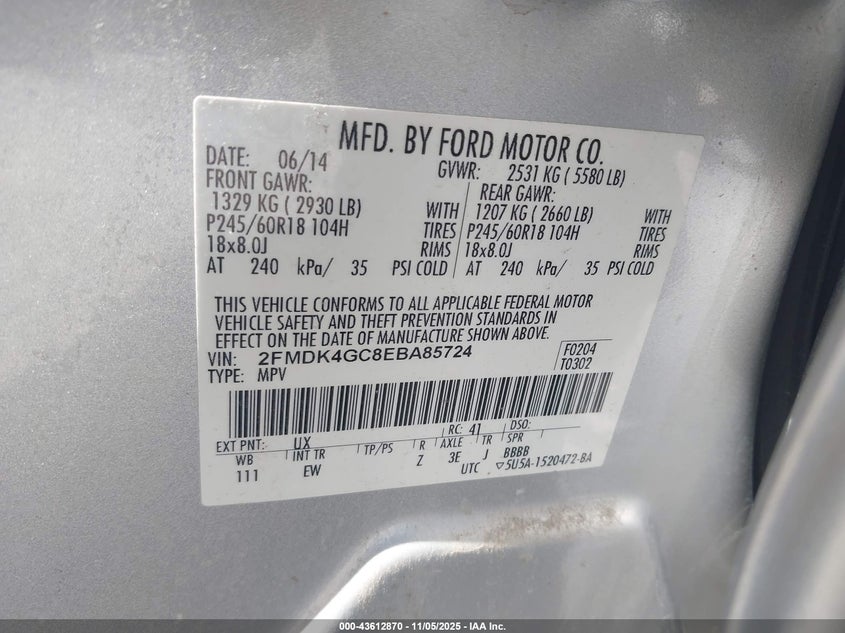 MFD. BY FORD MOTOR CO.
DATE: 06/14 GVWR: 2531 KG ( 5580 LB)
FRONT GAWR: REAR GAWR:
1329 KG ( 2930 LB) WITH 1207 KG ( 2660 LB) WITH
P245/60R18 104H TIRES P245/60R18 104H TIRES
18x8.0J RIMS 18x8.0J RIMS
AT 240 kPa/ 35 PSI COLD AT 240 kPa/ 35 PSI COLD
THIS VEHICLE CONFORMS TO ALL APPLICABLE FEDERAL MOTOR
VEHICLE SAFETY AND THEFT PREVENTION STANDARDS IN
EFFECT ON THE DATE OF MANUFACTURE SHOWN ABOVE.
VIN: 2FMDK4GC8EBA85724 F0204
TYPE: MPV T0302
EXT PNT: UX RC: 41 DSO:
WB INT TR TP/PS R AXLE TR SPR
111 EW Z 3E J BBBB
UTC ▽5U5A-1520472-BA
000-43612870 - 11/05/2025 - IAA Inc.